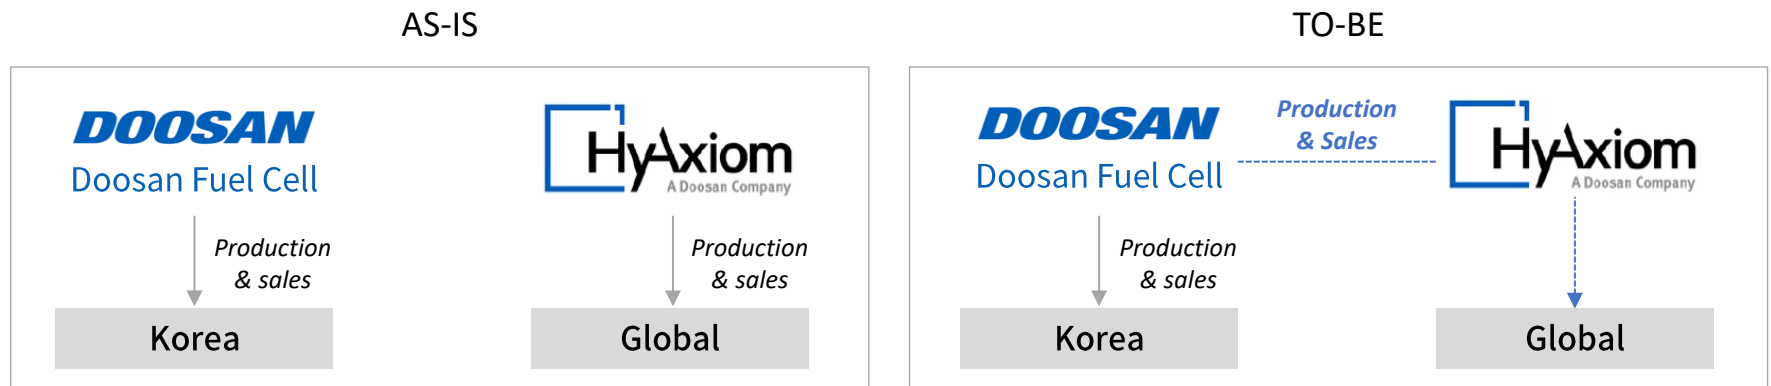 AS-IS
DOOSAN
Doosan Fuel Cell
HyAxiom
A Doosan Company
Production
& sales
Production
& sales
Korea
Global
TO-BE
DOOSAN
Doosan Fuel Cell
Production
& Sales
HyAxiom
A Doosan Company
Production
& sales
Korea
Global